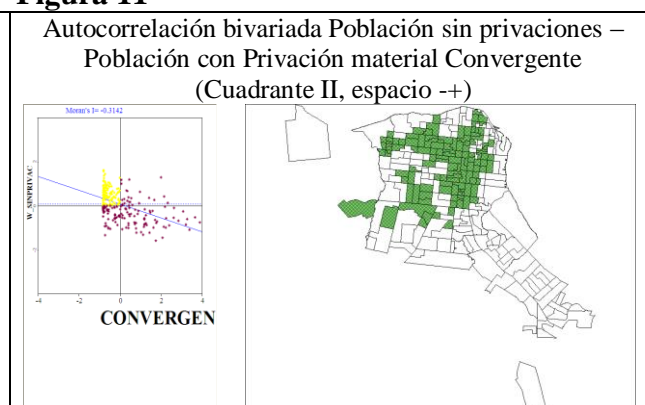 Figura 11
Autocorrelación bivariada Población sin privaciones –
Población con Privación material Convergente
(Cuadrante II, espacio -+)
Moran's I= -0.3142
W_SINPRIVAC
-4 -2 0 2 4
CONVERGEN